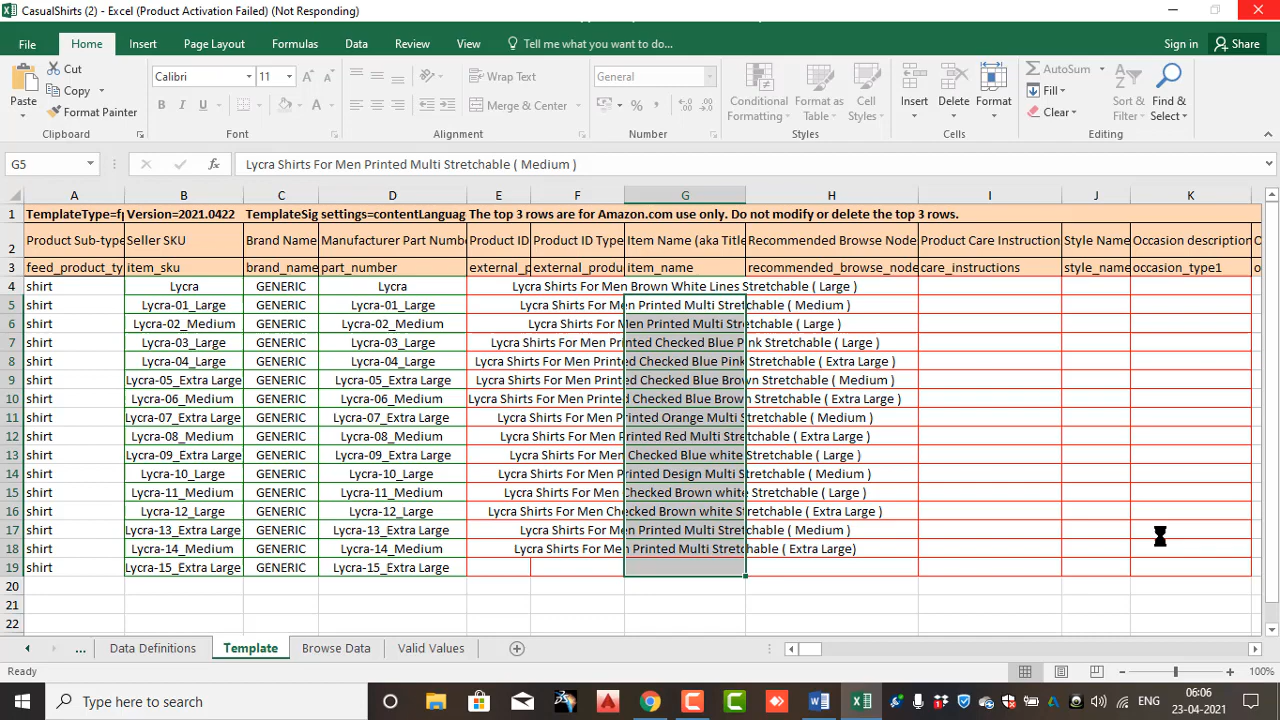 CasualShirts (2) - Excel (Product Activation Failed) (Not Responding)
File Home Insert Page Layout Formulas Data Review View Tell me what you want to do... Sign in Share
Paste Cut Copy Format Painter Clipboard
Calibri 11 B I U A A A Font
Wrap Text Merge & Center Alignment
General % , Number
Conditional Formatting Format as Table Cell Styles Styles
Insert Delete Format Cells
AutoSum Fill Clear Sort & Filter Find & Select Editing
G5 fx Lycra Shirts For Men Printed Multi Stretchable ( Medium )
A B C D E F G H I J K
1 TemplateType=f Version=2021.0422 TemplateSig settings=contentLanguag The top 3 rows are for Amazon.com use only. Do not modify or delete the top 3 rows.
2 Product Sub-type Seller SKU Brand Name Manufacturer Part Numb Product ID Product ID Type Item Name (aka Title Recommended Browse Node Product Care Instruction Style Name Occasion description
3 feed_product_ty item_sku brand_name part_number external_p external_produ item_name recommended_browse_node care_instructions style_name occasion_type1
4 shirt Lycra GENERIC Lycra Lycra Shirts For Men Brown White Lines Stretchable ( Large )
5 shirt Lycra-01_Large GENERIC Lycra-01_Large Lycra Shirts For Men Printed Multi Stretchable ( Medium )
6 shirt Lycra-02_Medium GENERIC Lycra-02_Medium Lycra Shirts For Men Printed Multi Stretchable ( Large )
7 shirt Lycra-03_Large GENERIC Lycra-03_Large Lycra Shirts For Men Printed Checked Blue Pink Stretchable ( Large )
8 shirt Lycra-04_Large GENERIC Lycra-04_Large Lycra Shirts For Men Printed Checked Blue Pink Stretchable ( Extra Large )
9 shirt Lycra-05_Extra Large GENERIC Lycra-05_Extra Large Lycra Shirts For Men Printed Checked Blue Brown Stretchable ( Medium )
10 shirt Lycra-06_Medium GENERIC Lycra-06_Medium Lycra Shirts For Men Printed Checked Blue Brown Stretchable ( Extra Large )
11 shirt Lycra-07_Extra Large GENERIC Lycra-07_Extra Large Lycra Shirts For Men Printed Orange Multi Stretchable ( Medium )
12 shirt Lycra-08_Medium GENERIC Lycra-08_Medium Lycra Shirts For Men Printed Red Multi Stretchable ( Extra Large )
13 shirt Lycra-09_Extra Large GENERIC Lycra-09_Extra Large Lycra Shirts For Men Checked Blue white Stretchable ( Large )
14 shirt Lycra-10_Large GENERIC Lycra-10_Large Lycra Shirts For Men Printed Design Multi Stretchable ( Medium )
15 shirt Lycra-11_Medium GENERIC Lycra-11_Medium Lycra Shirts For Men Checked Brown white Stretchable ( Large )
16 shirt Lycra-12_Large GENERIC Lycra-12_Large Lycra Shirts For Men Checked Brown white Stretchable ( Extra Large )
17 shirt Lycra-13_Extra Large GENERIC Lycra-13_Extra Large Lycra Shirts For Men Printed Multi Stretchable ( Medium )
18 shirt Lycra-14_Medium GENERIC Lycra-14_Medium Lycra Shirts For Men Printed Multi Stretchable ( Extra Large)
19 shirt Lycra-15_Extra Large GENERIC Lycra-15_Extra Large
20
21
22
... Data Definitions Template Browse Data Valid Values
Ready 100%
Type here to search ENG 06:06
23-04-2021